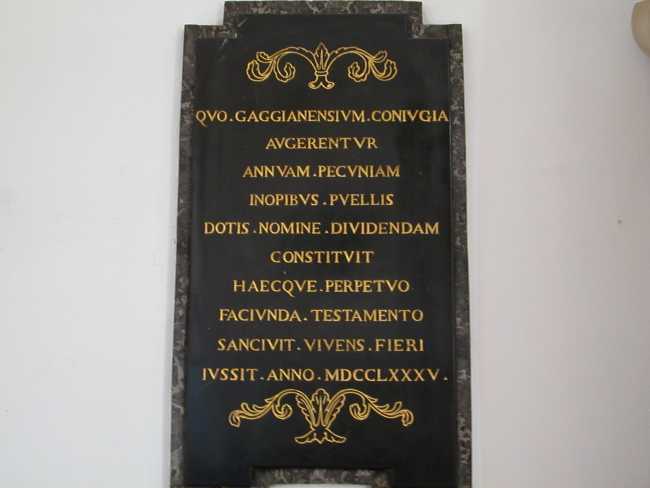 QVO . GAGGIANENSIVM . CONIVGIA
AVGERENTVR
ANNVAM . PECVNIAM
INOPIBVS . PVELLIS
DOTIS . NOMINE . DIVIDENDAM
CONSTITVIT
HAECQVE . PERPETVO
FACIVNDA . TESTAMENTO
SANCIVIT . VIVENS . FIERI
IVSSIT . ANNO . MDCCLXXXV .